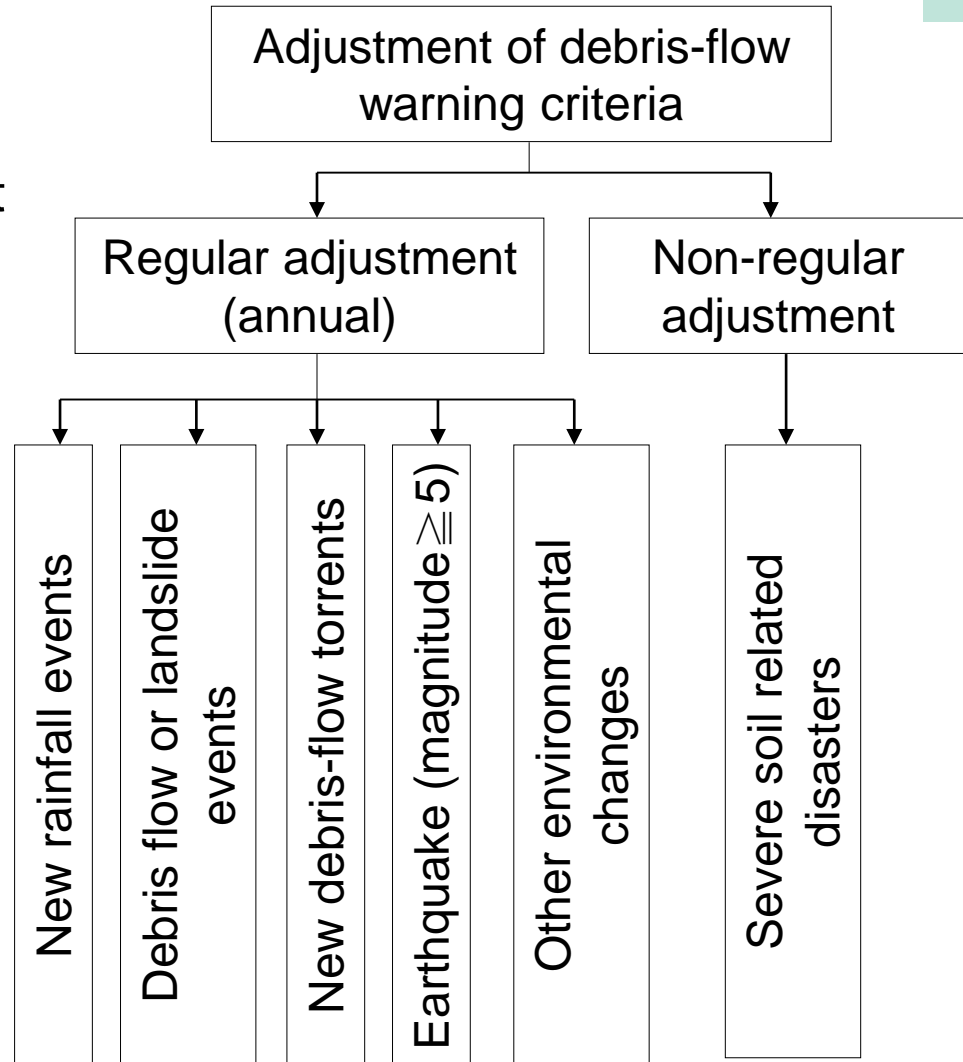 Adjustment of debris-flow
warning criteria
Regular adjustment
(annual)
Non-regular
adjustment
New rainfall events
Debris flow or landslide
events
New debris-flow torrents
Earthquake (magnitude≧5)
Other environmental
changes
Severe soil related
disasters